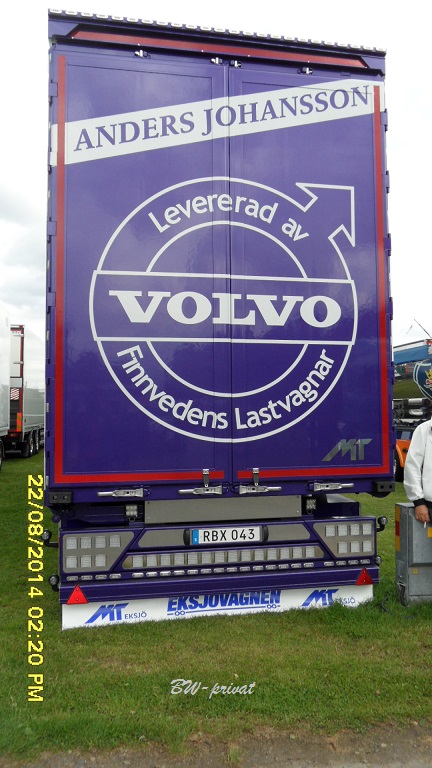 ANDERS JOHANSSON
Levererad av
VOLVO
Finnvedens Lastvagnar
MT
RBX 043
MT EKSJÖ
EKSJÖVAGNEN
MT EKSJÖ
BW-privat
22/08/2014 02:20 PM